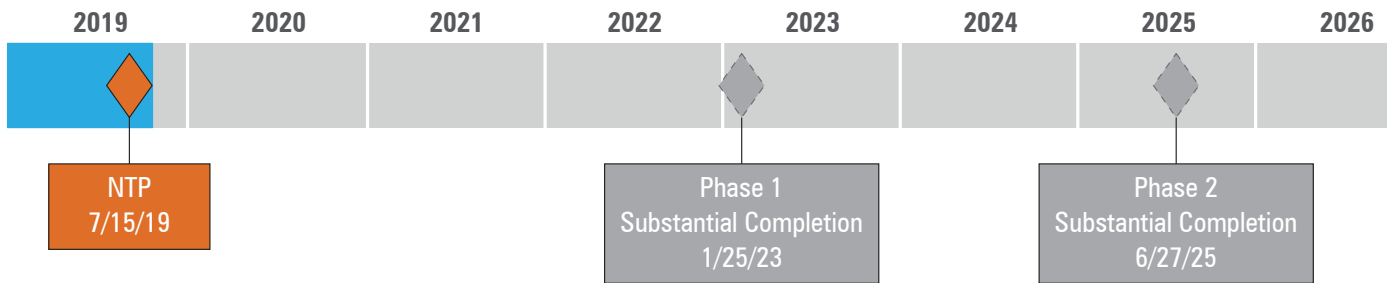 2019 2020 2021 2022 2023 2024 2025 2026
NTP
7/15/19
Phase 1
Substantial Completion
1/25/23
Phase 2
Substantial Completion
6/27/25